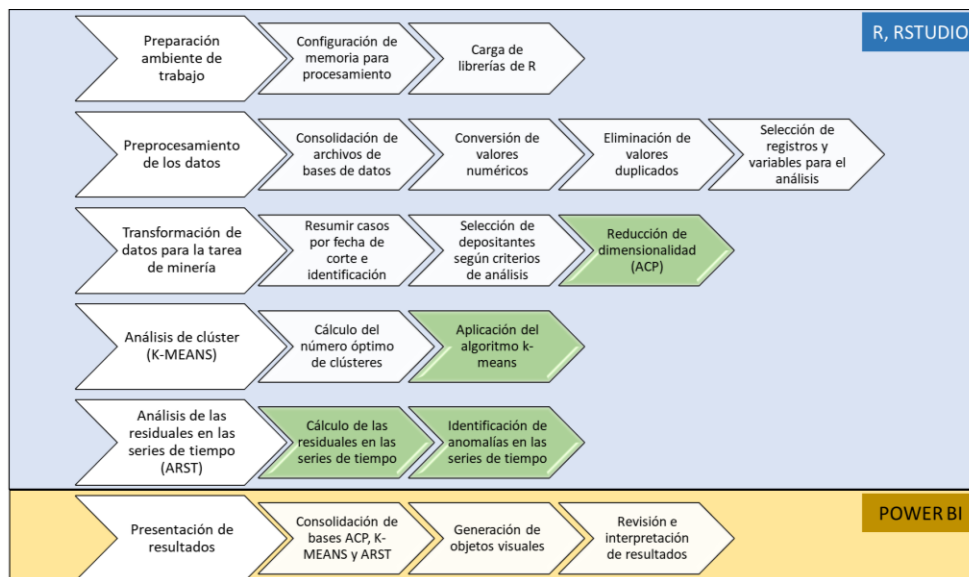 R, RSTUDIO
Preparación
ambiente de
trabajo
Configuración de
memoria para
procesamiento
Carga de
librerías de R
Preprocesamiento
de los datos
Consolidación de
archivos de
bases de datos
Conversión de
valores
numéricos
Eliminación de
valores
duplicados
Selección de
registros y
variables para el
análisis
Transformación de
datos para la tarea
de minería
Resumir casos
por fecha de
corte e
identificación
Selección de
depositantes
según criterios
de análisis
Reducción de
dimensionalidad
(ACP)
Análisis de clúster
(K-MEANS)
Cálculo del
número óptimo
de clústeres
Aplicación del
algoritmo k-
means
Análisis de las
residuales en las
series de tiempo
(ARST)
Cálculo de las
residuales en las
series de tiempo
Identificación de
anomalías en las
series de tiempo
POWER BI
Presentación de
resultados
Consolidación de
bases ACP, K-
MEANS y ARST
Generación de
objetos visuales
Revisión e
interpretación
de resultados